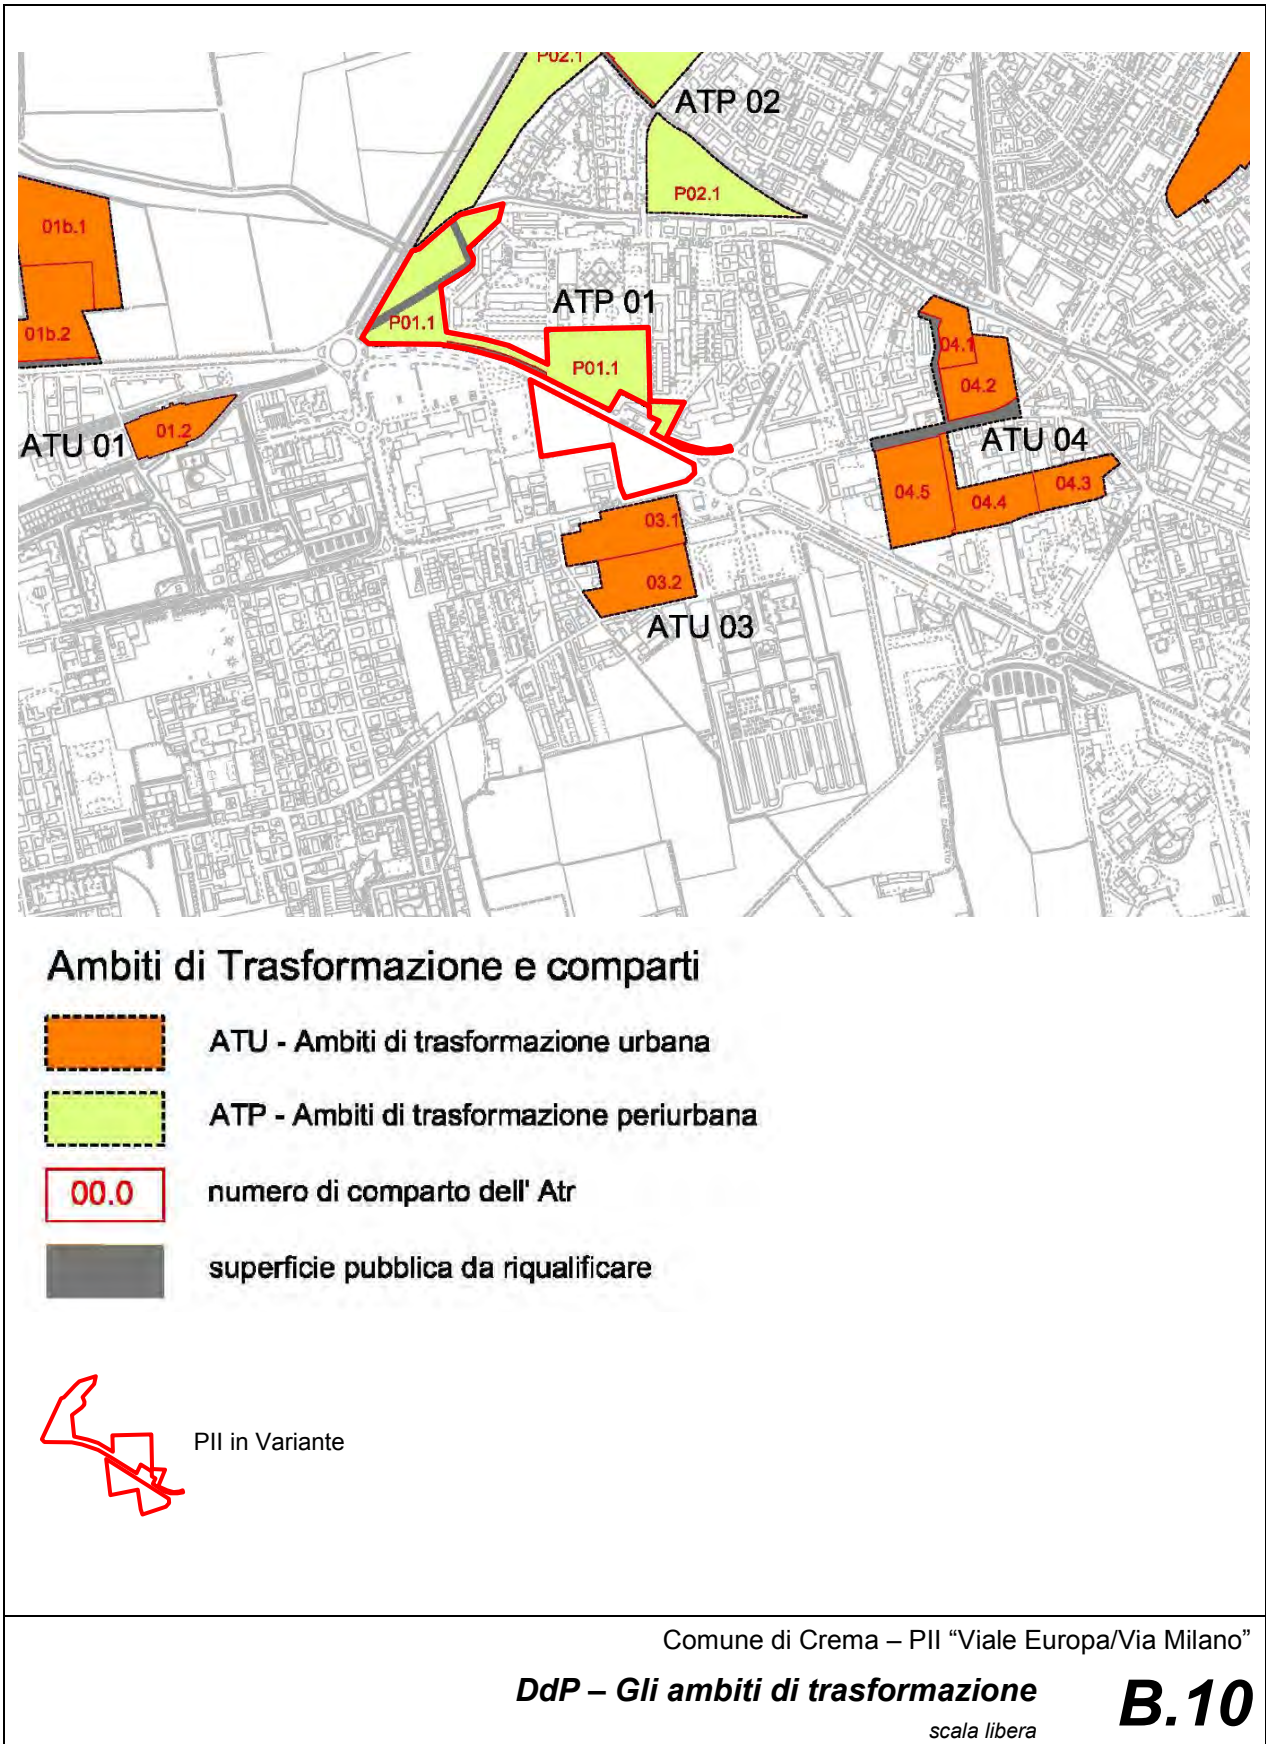 P02.1
ATP 02
P02.1
01b.1
ATP 01
P01.1
01b.2
04.1
P01.1
04.2
01.2
ATU 01
ATU 04
04.5
04.4
04.3
03.1
03.2
ATU 03
Ambiti di Trasformazione e comparti
ATU - Ambiti di trasformazione urbana
ATP - Ambiti di trasformazione periurbana
00.0
numero di comparto dell' Atr
superficie pubblica da riqualificare
PII in Variante
Comune di Crema – PII “Viale Europa/Via Milano”
DdP – Gli ambiti di trasformazione
B.10
scala libera